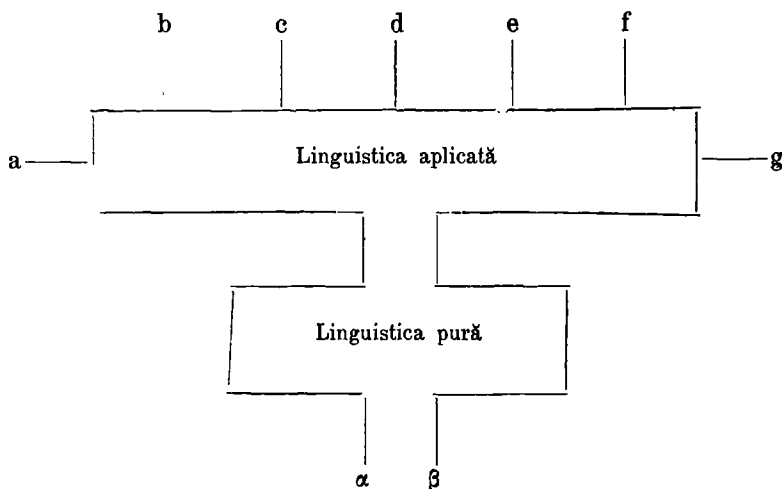 b c d e f
Linguistica aplicată
a g
Linguistica pură
α β